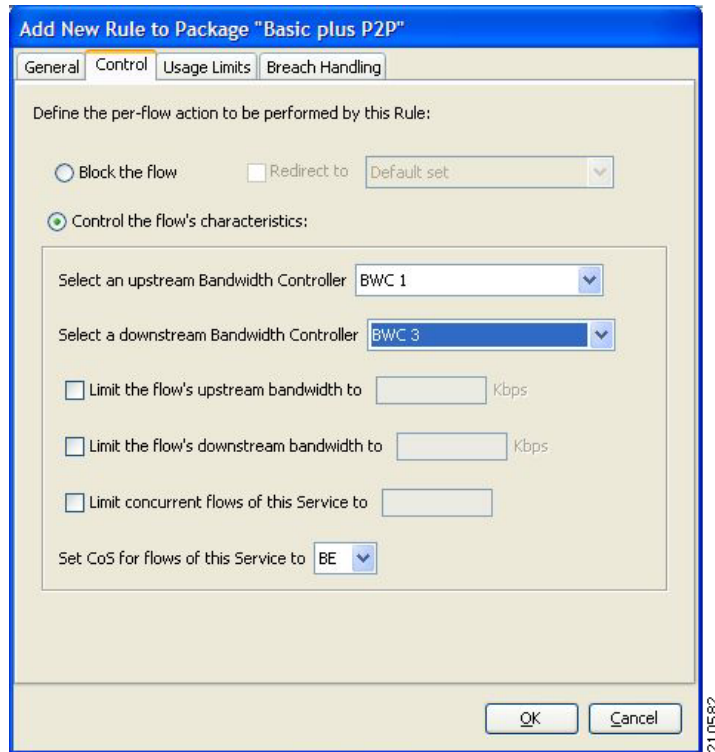 Add New Rule to Package "Basic plus P2P"
General Control Usage Limits Breach Handling
Define the per-flow action to be performed by this Rule:
Block the flow Redirect to Default set
Control the flow's characteristics:
Select an upstream Bandwidth Controller BWC 1
Select a downstream Bandwidth Controller BWC 3
Limit the flow's upstream bandwidth to Kbps
Limit the flow's downstream bandwidth to Kbps
Limit concurrent flows of this Service to
Set CoS for flows of this Service to BE
OK Cancel
210582